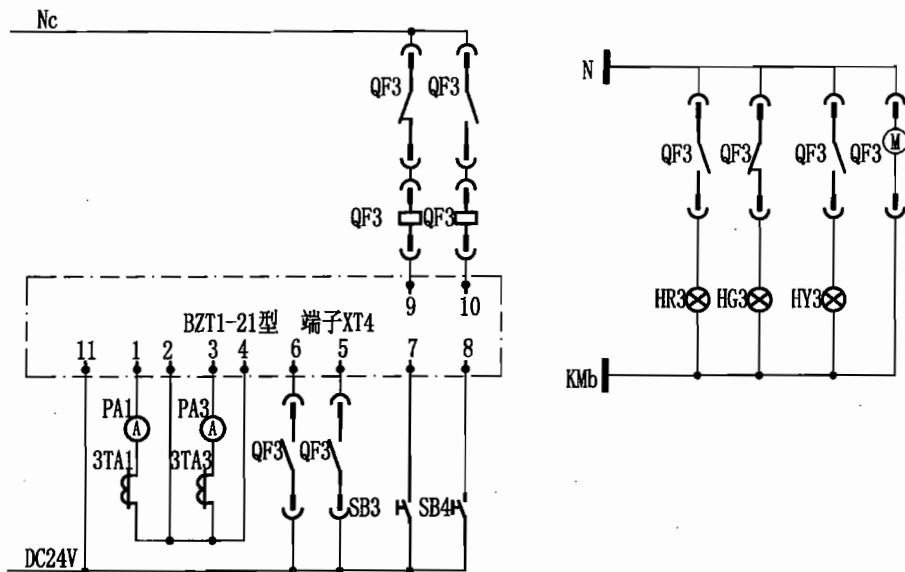 Nc
N
QF3 QF3
QF3 QF3 QF3 QF3 M
QF3 QF3
HR3 HG3 HY3
9 10
BZT1-21型 端子XT4
11 1 2 3 4 6 5 7 8
KMb
PA1 A PA3 A
3TA1 3TA3 QF3 QF3
SB3 SB4
DC24V